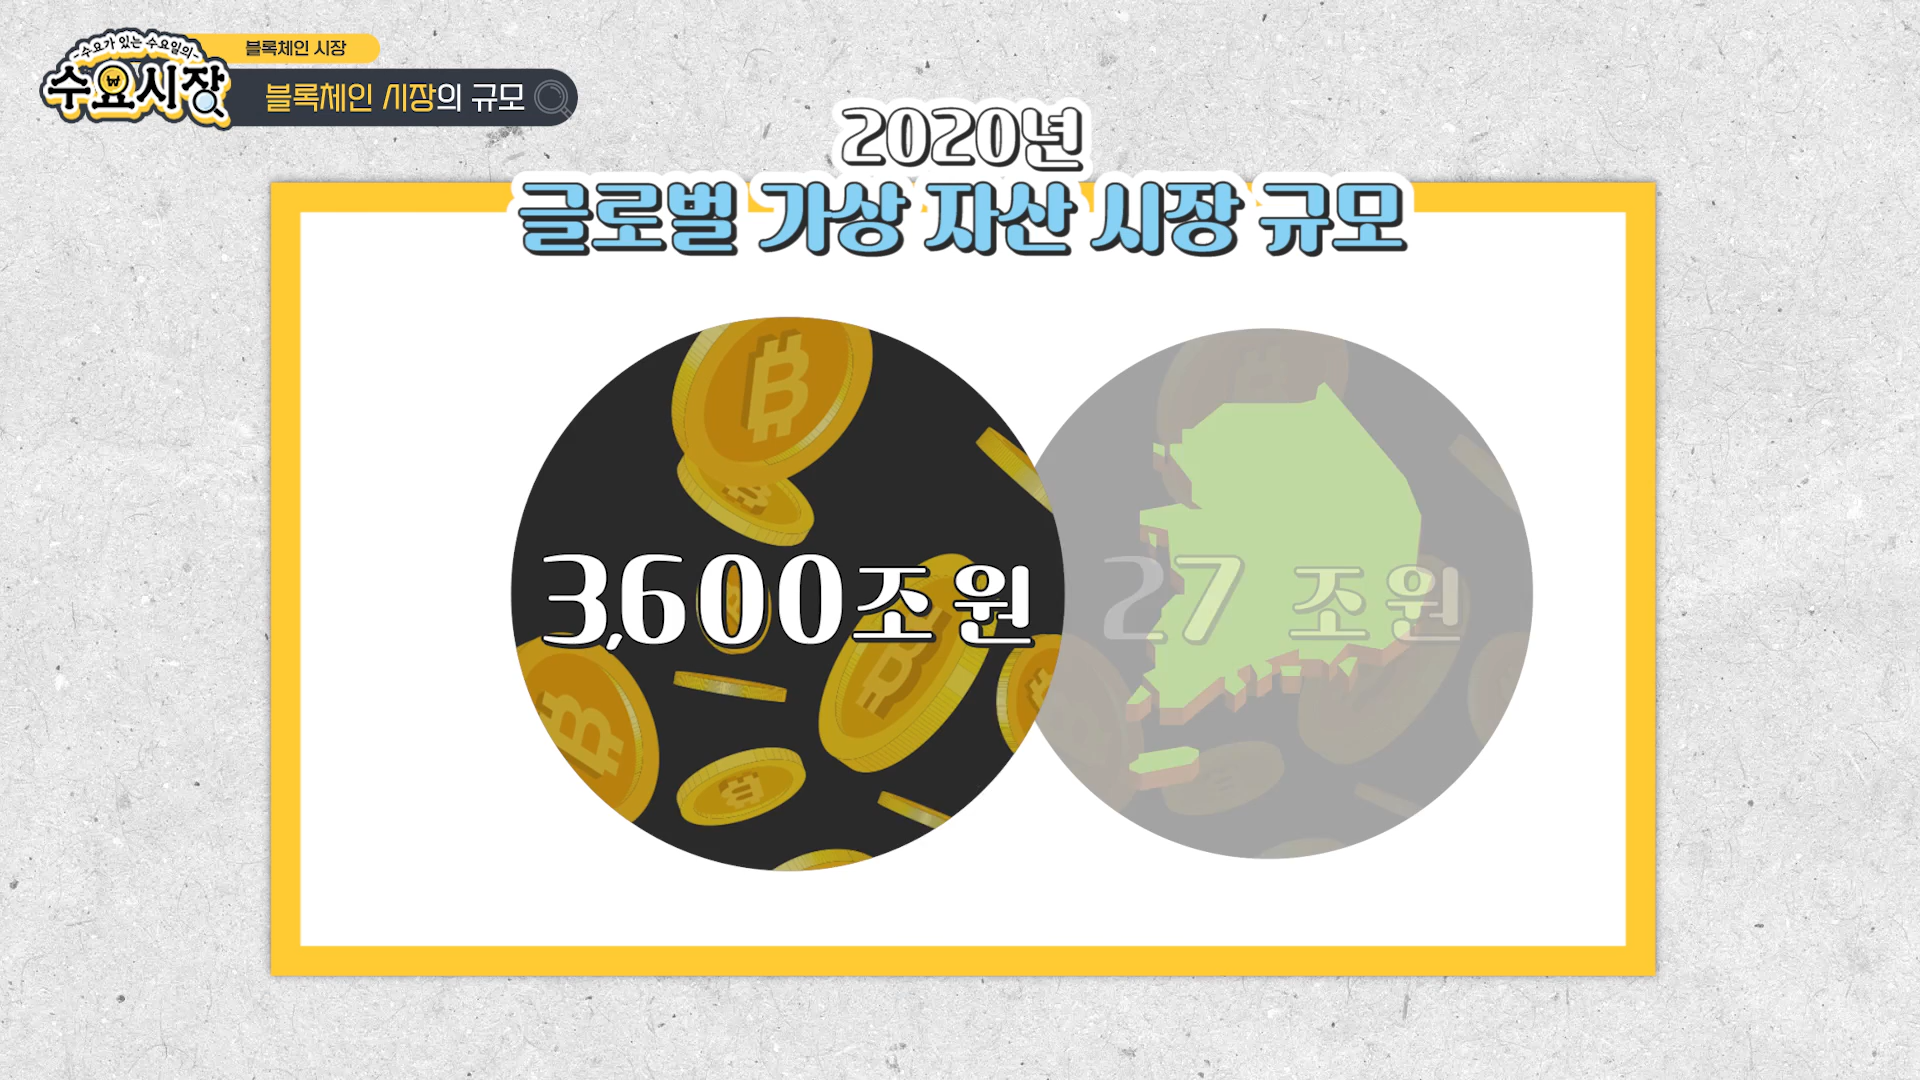 -수요가 있는 수요일의-
수요시장
블록체인 시장
블록체인 시장의 규모
2020년
글로벌 가상 자산 시장 규모
3,600조 원
27 조 원